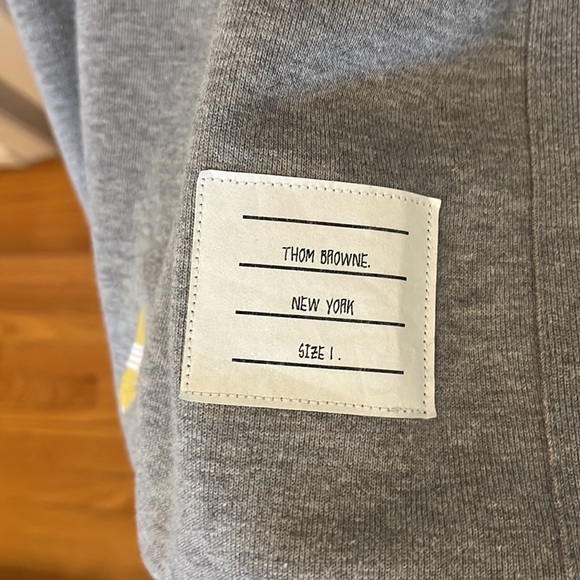 THOM BROWNE.
NEW YORK
SIZE 1.